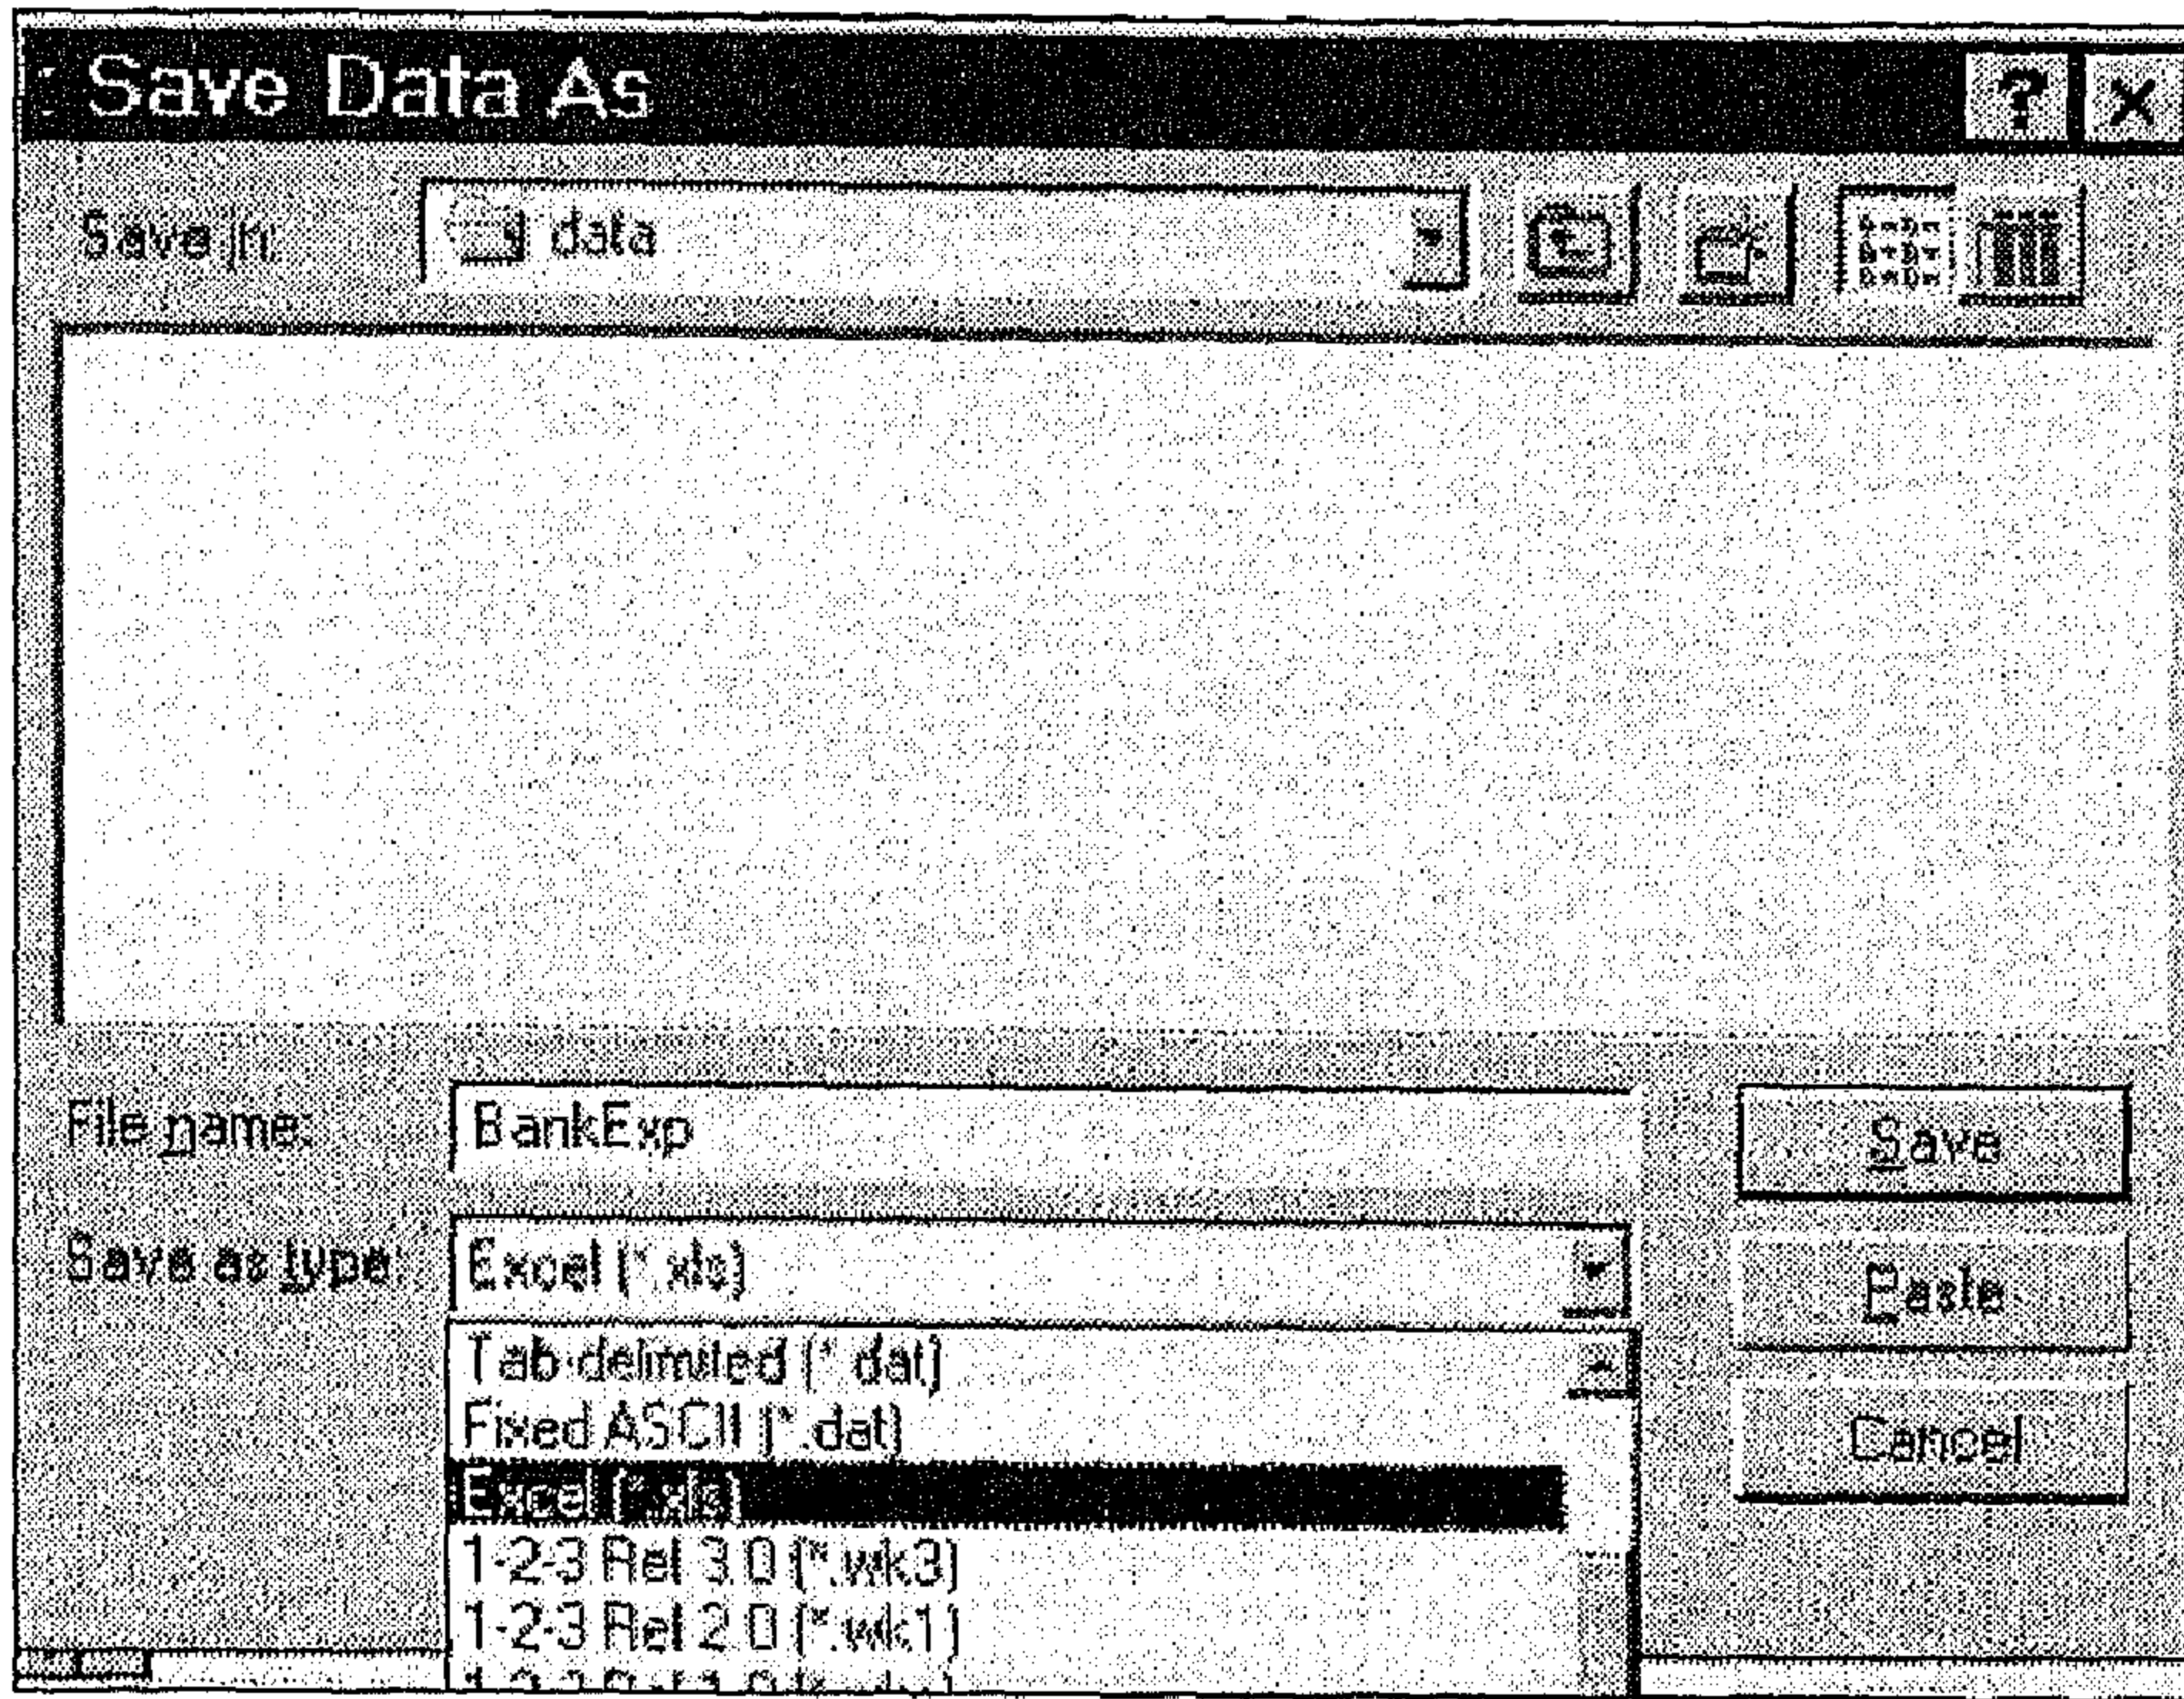 Save Data As
Save in:
data
File name:
BankExp
Save
Save as type:
Excel (*.xls)
Paste
Tab-delimited (*.dat)
Fixed ASCII (*.dat)
Cancel
Excel (*.xls)
1-2-3 Rel 3.0 (*.wk3)
1-2-3 Rel 2.0 (*.wk1)